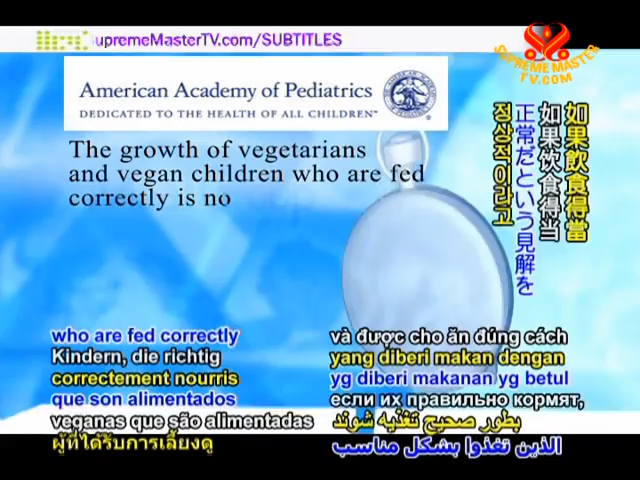 upremeMasterTV.com/SUBTITLES
SUPREME MASTER
TV.COM
American Academy of Pediatrics
DEDICATED TO THE HEALTH OF ALL CHILDREN™
The growth of vegetarians
and vegan children who are fed
correctly is no
如果飲食得當
如果饮食得当
正常だという見解を
정상적이라고
who are fed correctly
Kindern, die richtig
correctement nourris
que son alimentados
veganas que são alimentadas
ผู้ที่ได้รับการเลี้ยงดู
và được cho ăn đúng cách
yang diberi makan dengan
yg diberi makanan yg betul
если их правильно кормят,
بطور صحیح تغذیه شوند
الذين تغذوا بشكل مناسب